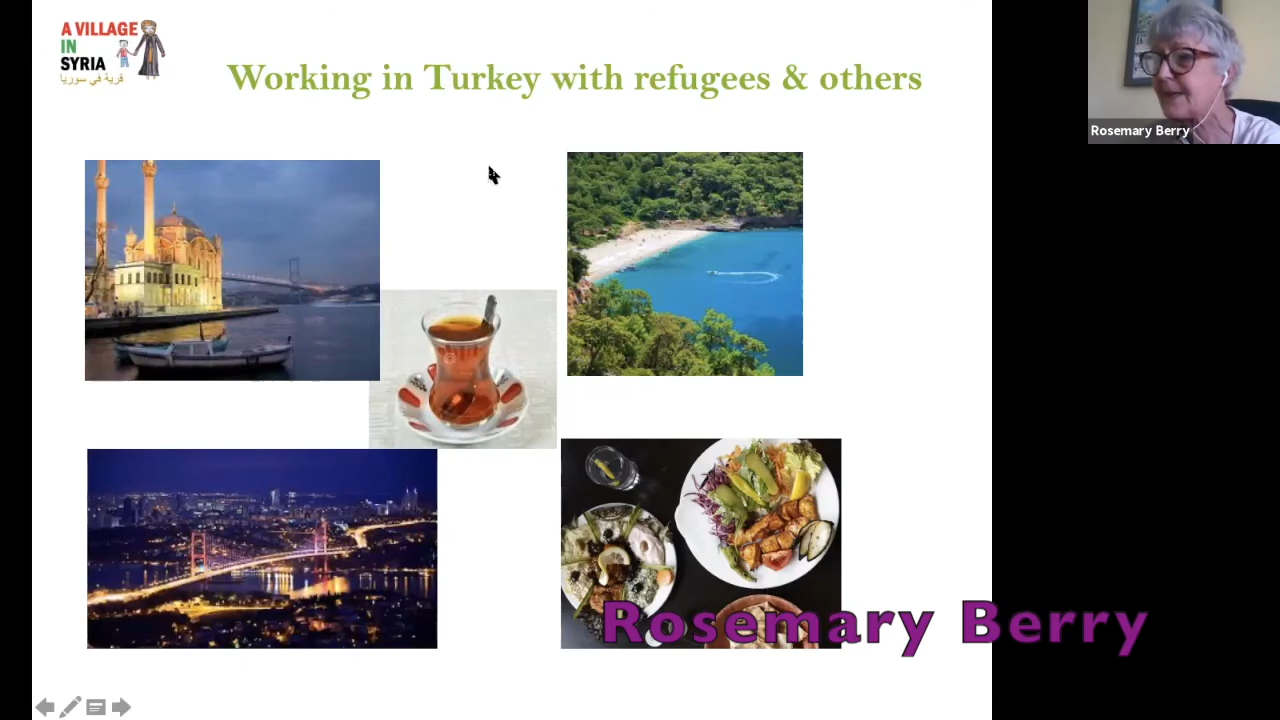 A VILLAGE
IN
SYRIA
قرية في سوريا
Working in Turkey with refugees & others
Rosemary Berry
Rosemary Berry